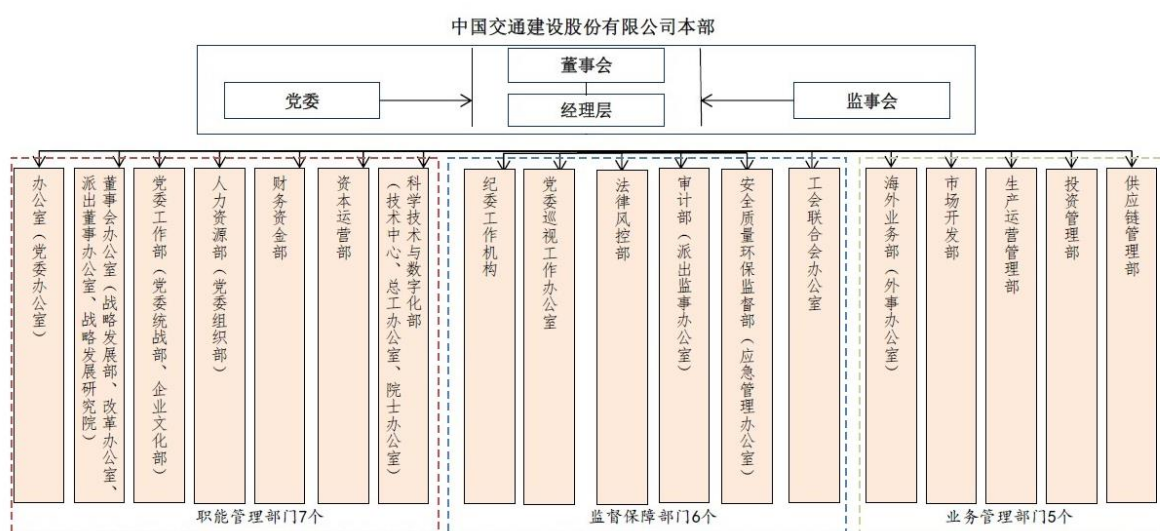 中国交通建设股份有限公司本部
董事会
党委
经理层
监事会
办公室（党委办公室）
董事会办公室（战略发展部、改革办公室、
派出董事办公室、战略发展研究院）
党委工作部（党委统战部、企业文化部）
人力资源部（党委组织部）
财务资金部
资本运营部
科学技术与数字化部
（技术中心、总工办公室、院士办公室）
纪委工作机构
党委巡视工作办公室
法律风控部
审计部（派出监事办公室）
安全质量环保监督部（应急管理办公室）
工会联合会办公室
海外业务部（外事办公室）
市场开发部
生产运营管理部
投资管理部
供应链管理部
职能管理部门7个
监督保障部门6个
业务管理部门5个